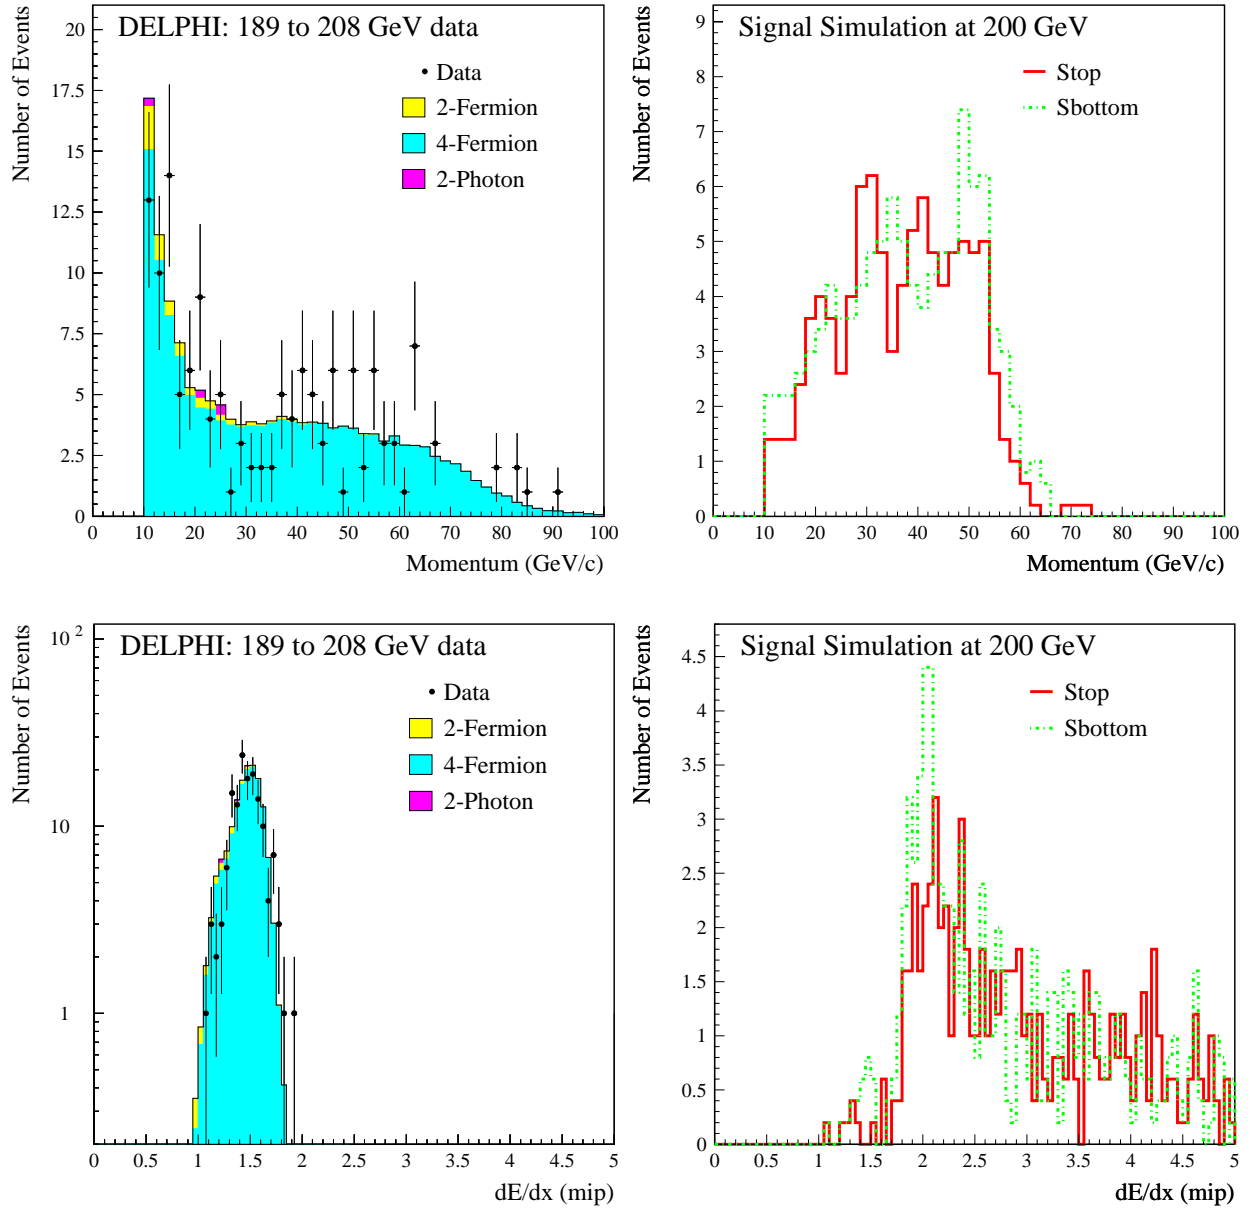 DELPHI: 189 to 208 GeV data
Number of Events
Data
2-Fermion
4-Fermion
2-Photon
20
17.5
15
12.5
10
7.5
5
2.5
0
0 10 20 30 40 50 60 70 80 90 100
Momentum (GeV/c)
Signal Simulation at 200 GeV
Number of Events
Stop
Sbottom
9
8
7
6
5
4
3
2
1
0
0 10 20 30 40 50 60 70 80 90 100
Momentum (GeV/c)
DELPHI: 189 to 208 GeV data
Number of Events
Data
2-Fermion
4-Fermion
2-Photon
10 2
10
1
0 0.5 1 1.5 2 2.5 3 3.5 4 4.5 5
dE/dx (mip)
Signal Simulation at 200 GeV
Number of Events
Stop
Sbottom
4.5
4
3.5
3
2.5
2
1.5
1
0.5
0
0 0.5 1 1.5 2 2.5 3 3.5 4 4.5 5
dE/dx (mip)